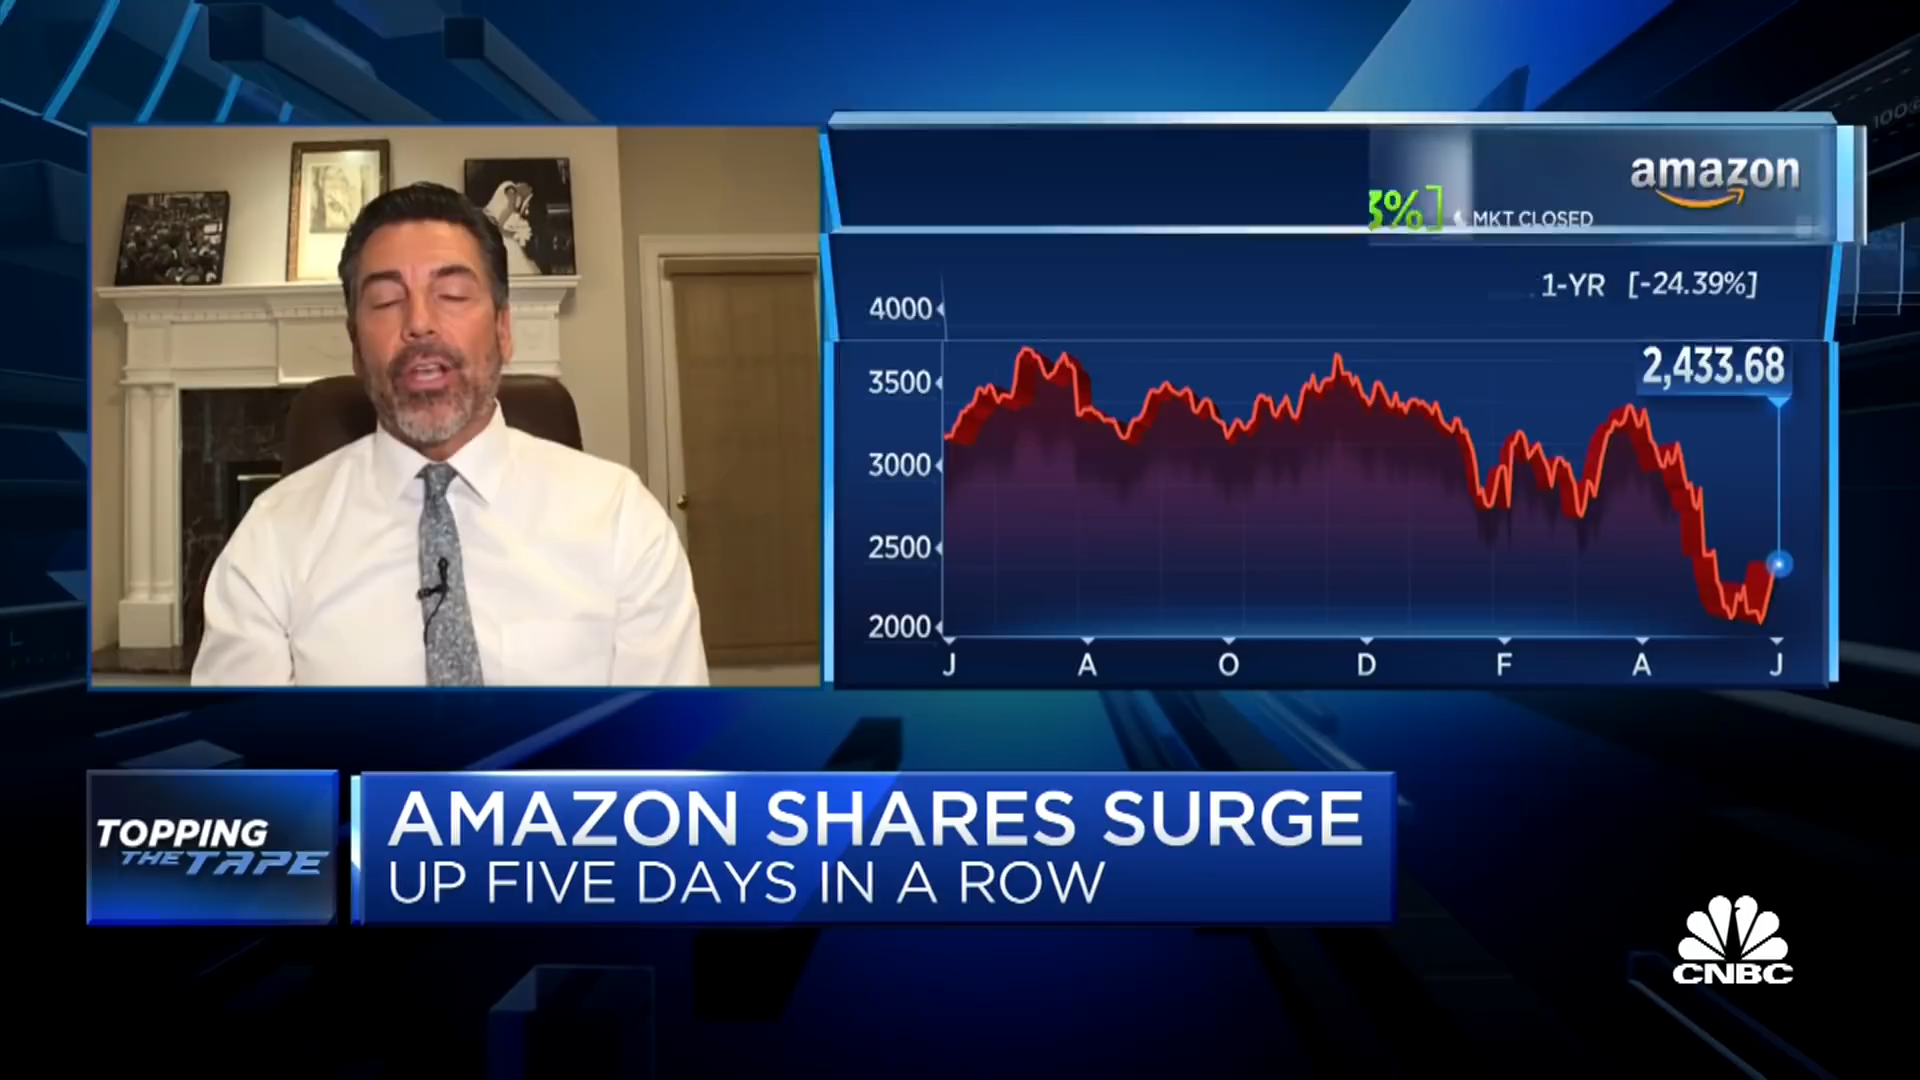 amazon
3%]
MKT CLOSED
1-YR [-24.39%]
4000
3500
3000
2500
2000
2,433.68
J A O D F A J
TOPPING
THE TAPE
AMAZON SHARES SURGE
UP FIVE DAYS IN A ROW
CNBC